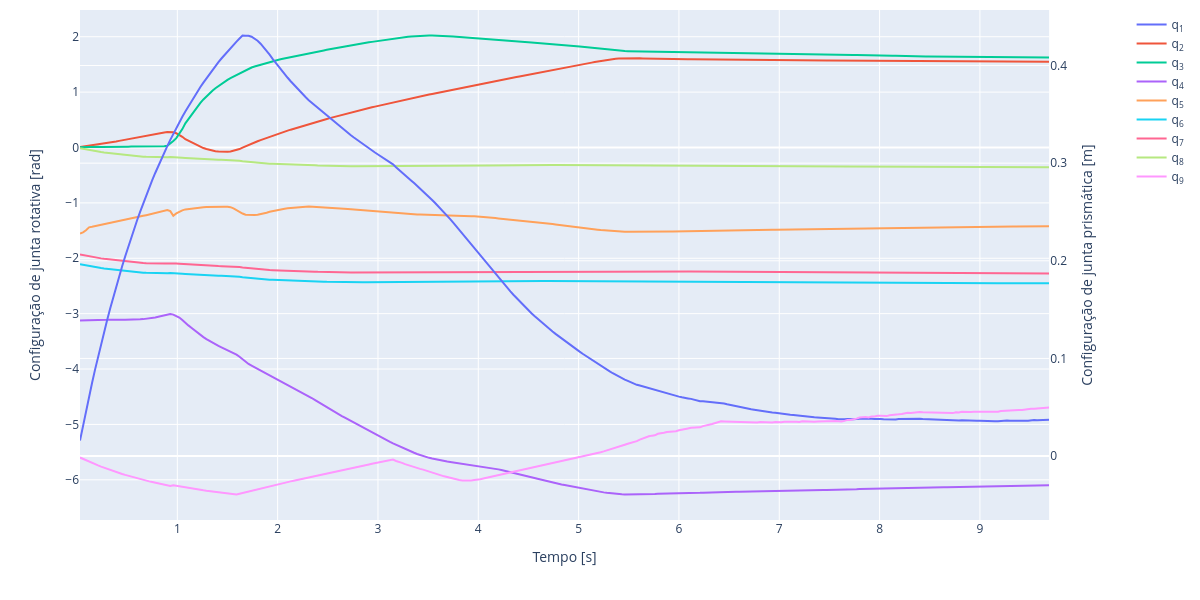 2
1
0
−1
−2
−3
−4
−5
−6
Configuração de junta rotativa [rad]
1
2
3
4
5
6
7
8
9
Tempo [s]
0.4
0.3
0.2
0.1
0
Configuração de junta prismática [m]
q₁
q₂
q₃
q₄
q₅
q₆
q₇
q₈
q₉